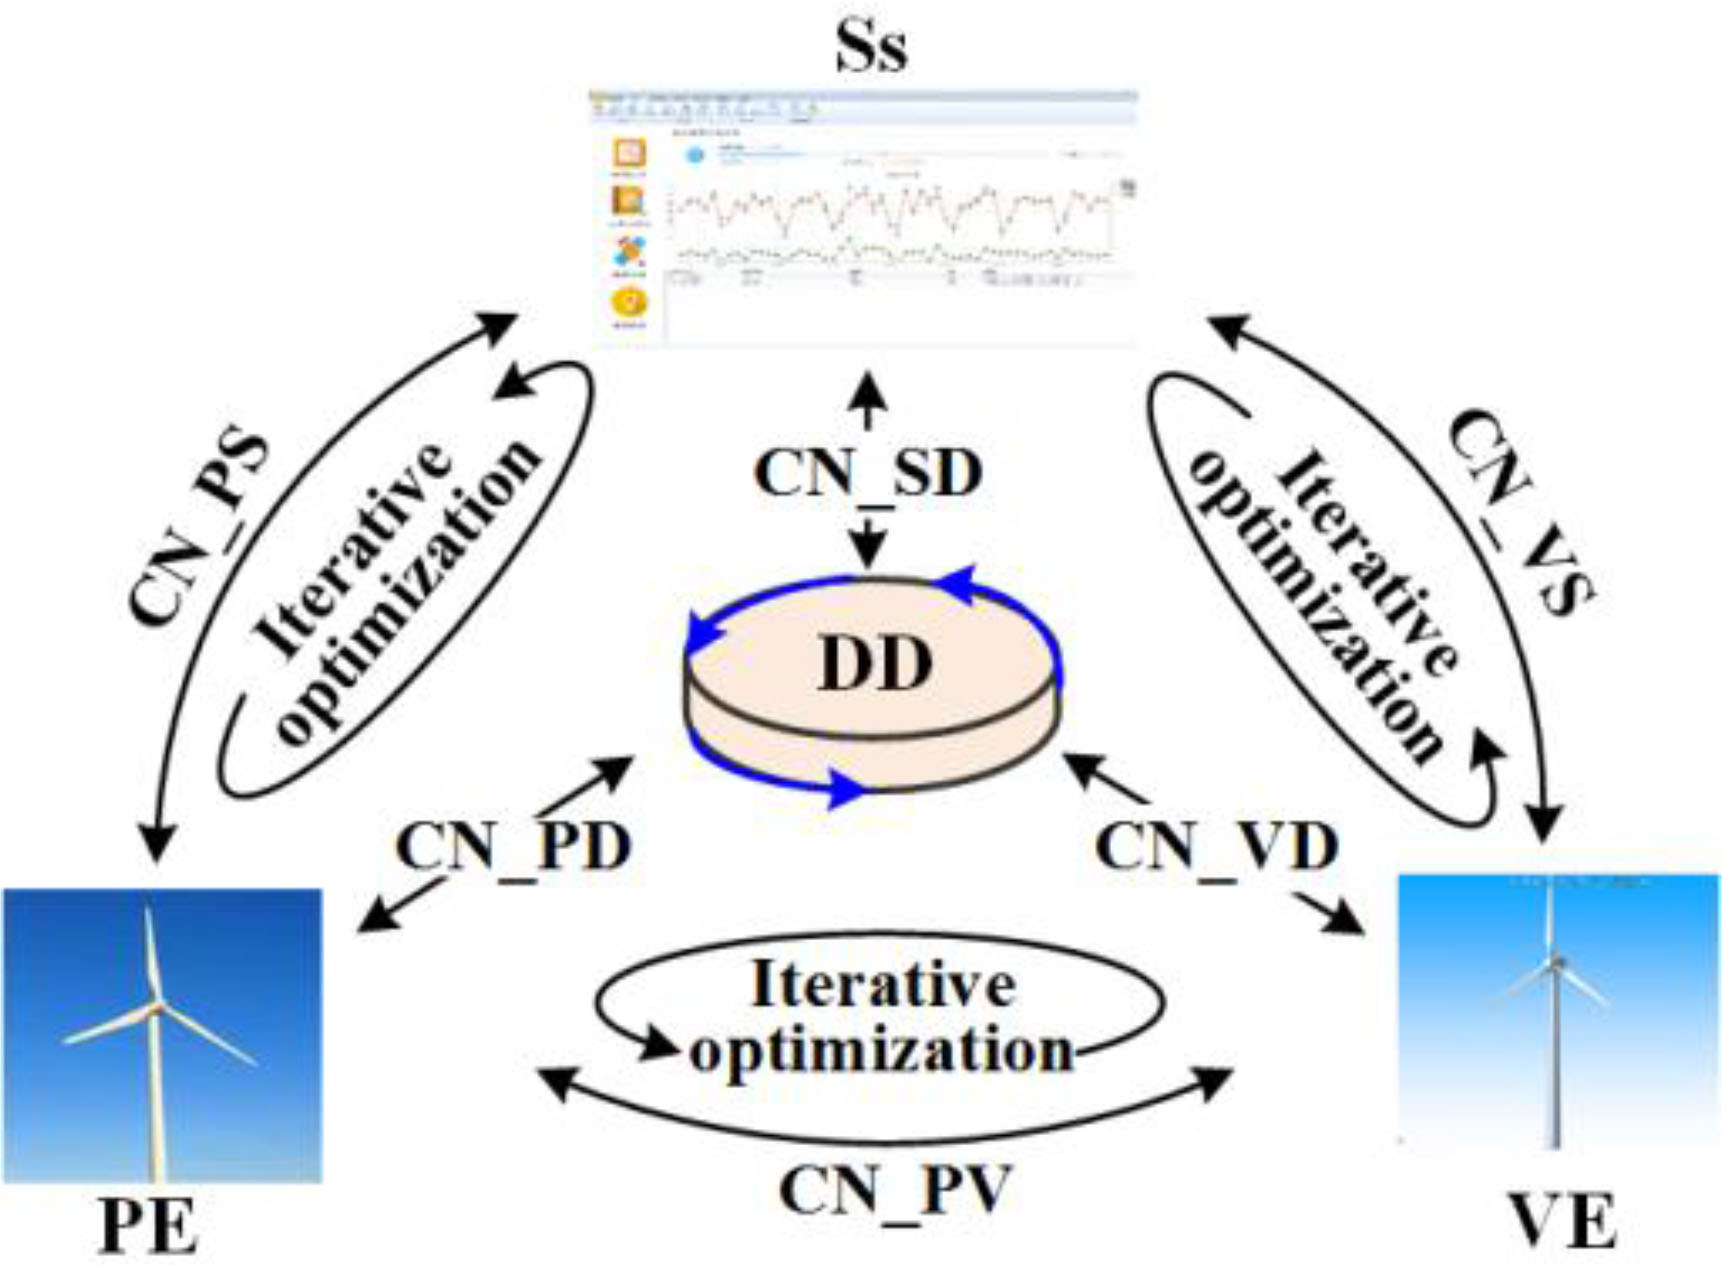 Ss
CN_PS
Iterative
optimization
CN_SD
Iterative
optimization
CN_VS
DD
CN_PD
CN_VD
Iterative
optimization
CN_PV
PE
VE